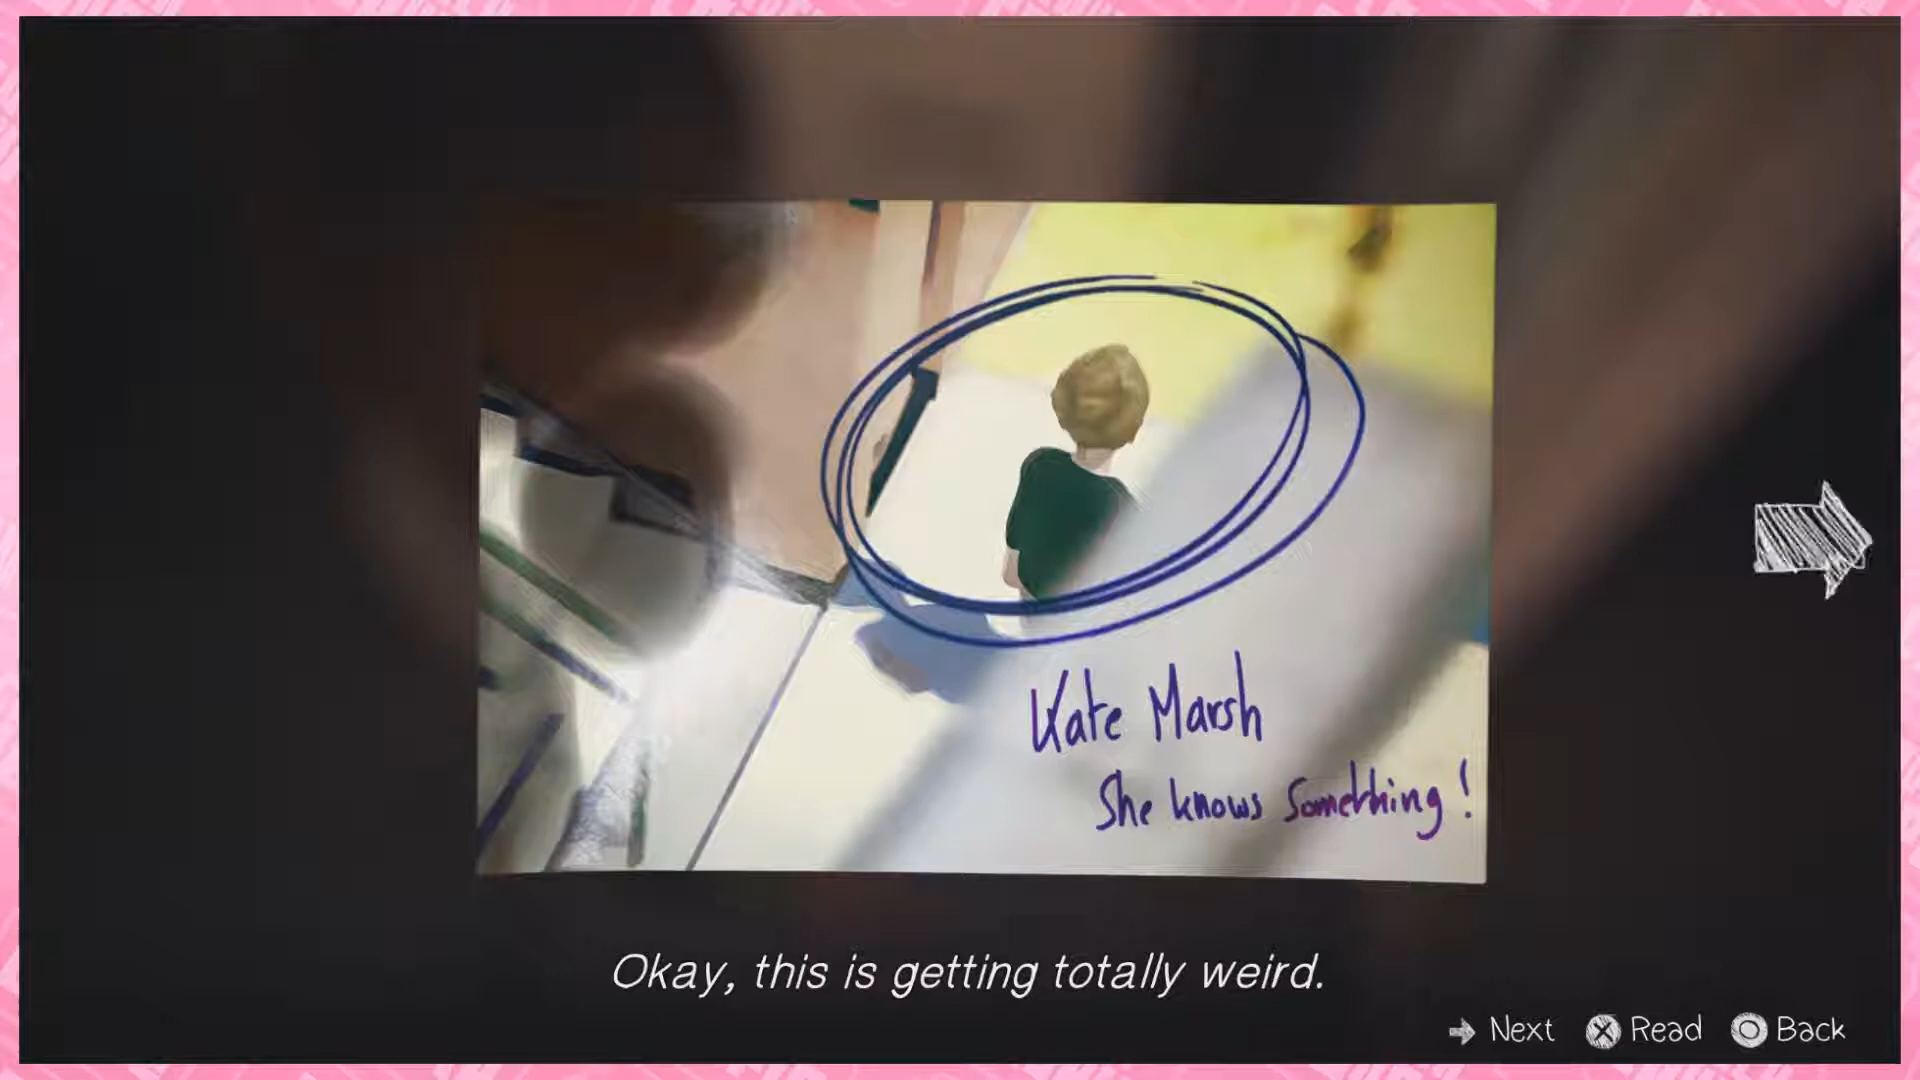 Kate Marsh
She knows something!
Okay, this is getting totally weird.
Next Read Back